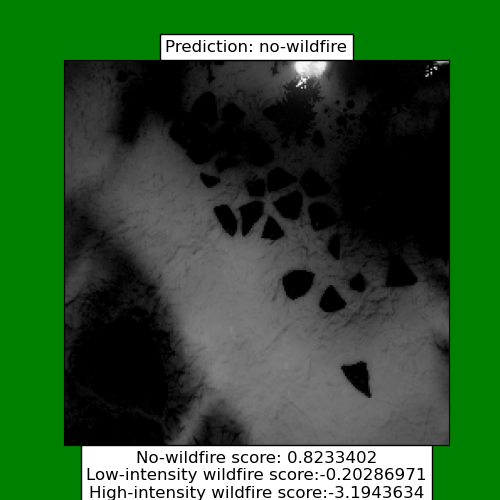 Prediction: no-wildfire
No-wildfire score: 0.8233402
Low-intensity wildfire score:-0.20286971
High-intensity wildfire score:-3.1943634